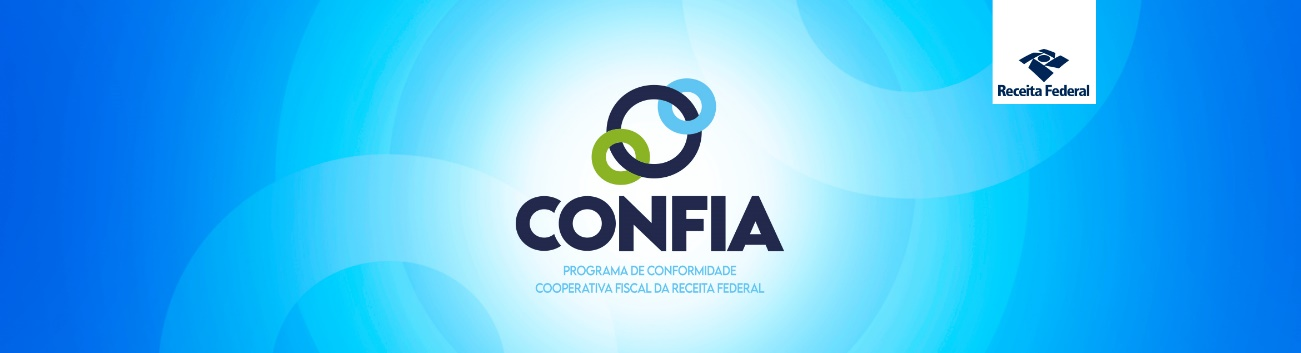 Receita Federal
CONFIA
PROGRAMA DE CONFORMIDADE
COOPERATIVA FISCAL DA RECEITA FEDERAL